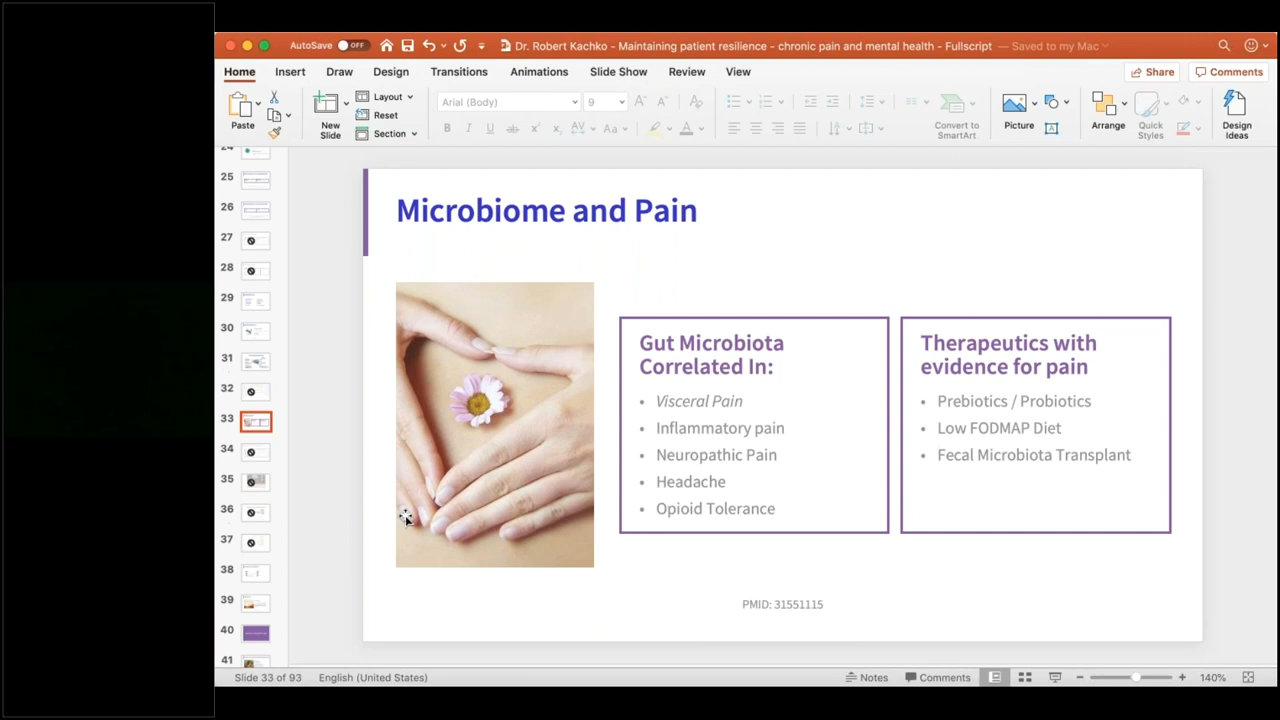 AutoSave OFF Dr. Robert Kachko - Maintaining patient resilience - chronic pain and mental health - Fullscript — Saved to my Mac
Home Insert Draw Design Transitions Animations Slide Show Review View Share Comments
Paste
New Slide
Layout
Reset
Section
Arial (Body) 9
Convert to SmartArt
Picture
Arrange
Quick Styles
Design Ideas
24
25
26
27
28
29
30
31
32
33
34
35
36
37
38
39
40
41
Microbiome and Pain
Gut Microbiota
Correlated In:
• Visceral Pain
• Inflammatory pain
• Neuropathic Pain
• Headache
• Opioid Tolerance
Therapeutics with
evidence for pain
• Prebiotics / Probiotics
• Low FODMAP Diet
• Fecal Microbiota Transplant
PMID: 31551115
Slide 33 of 93 English (United States) Notes Comments 140%